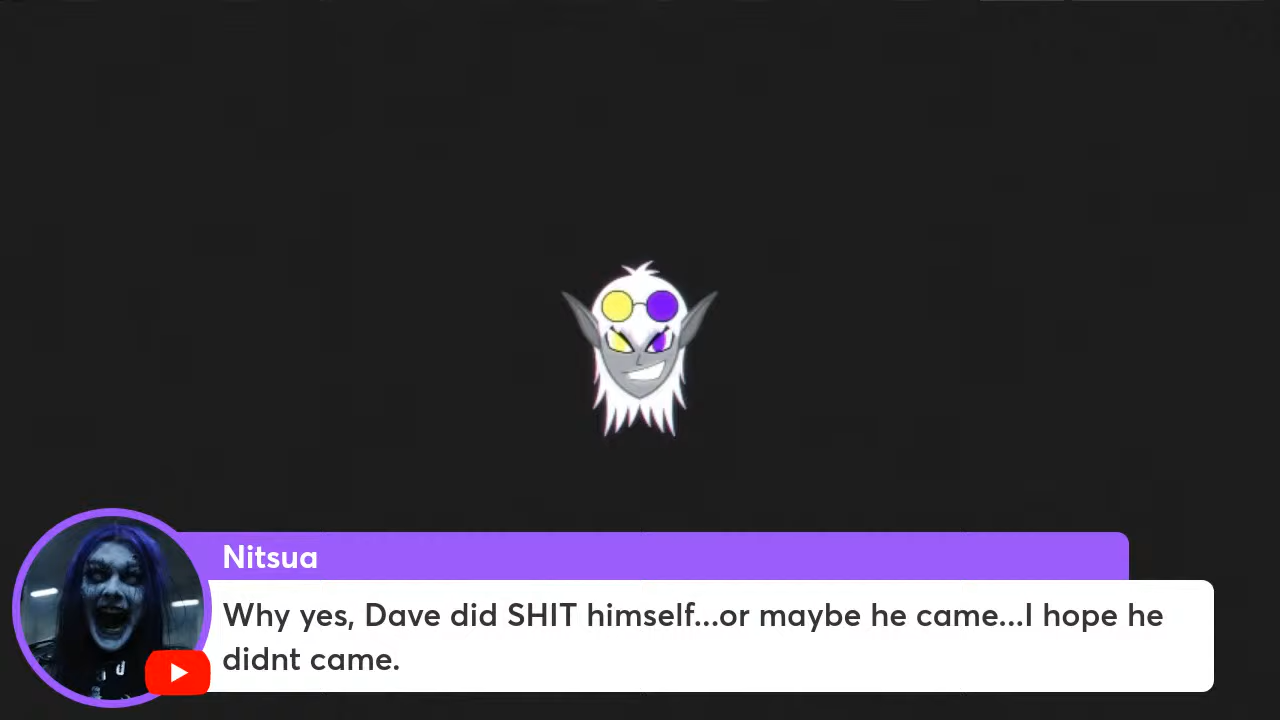 Nitsua
Why yes, Dave did SHIT himself...or maybe he came...I hope he
didnt came.